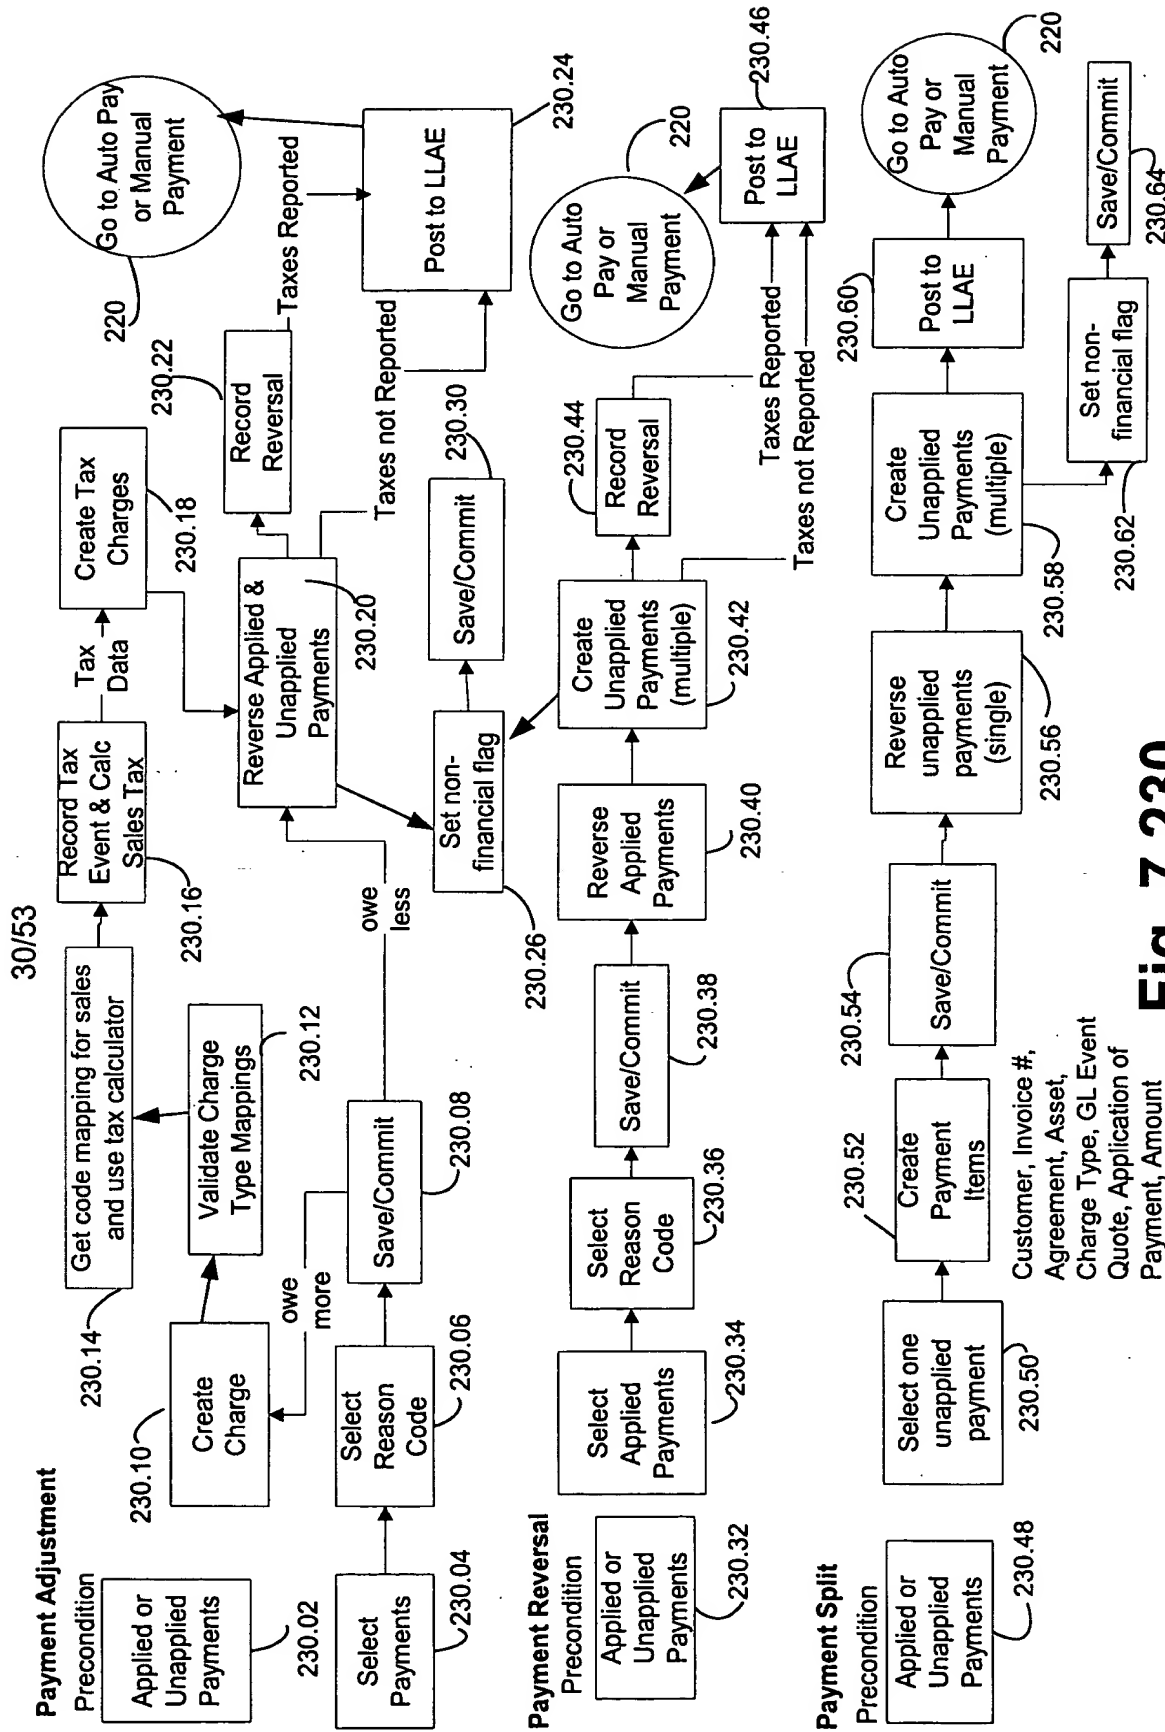 30/53
Payment Adjustment
Precondition
Applied or
Unapplied
Payments
230.02
Select
Payments
230.04
Select
Reason
Code
230.06
Save/Commit
230.08
owe
more
owe
less
Create
Charge
230.10
Validate Charge
Type Mappings
230.12
Get code mapping for sales
and use tax calculator
230.14
Record Tax
Event & Calc
Sales Tax
230.16
Tax
Data
Create Tax
Charges
230.18
Reverse Applied &
Unapplied
Payments
230.20
Record
Reversal
230.22
Taxes Reported
Taxes not Reported
Post to LLAE
230.24
Go to Auto Pay
or Manual
Payment
220
Set non-
financial flag
230.26
Save/Commit
230.30
Payment Reversal
Precondition
Applied or
Unapplied
Payments
230.32
Select
Applied
Payments
230.34
Select
Reason
Code
230.36
Save/Commit
230.38
Reverse
Applied
Payments
230.40
Create
Unapplied
Payments
(multiple)
230.42
Record
Reversal
230.44
Taxes Reported
Taxes not Reported
Post to
LLAE
230.46
Go to Auto
Pay or
Manual
Payment
220
Payment Split
Precondition
Applied or
Unapplied
Payments
230.48
Select one
unapplied
payment
230.50
Create
Payment
Items
230.52
Customer, Invoice #,
Agreement, Asset,
Charge Type, GL Event
Quote, Application of
Payment, Amount
Save/Commit
230.54
Reverse
unapplied
payments
(single)
230.56
Create
Unapplied
Payments
(multiple)
230.58
Post to
LLAE
230.60
Go to Auto
Pay or
Manual
Payment
220
Set non-
financial flag
230.62
Save/Commit
230.64
Fig. 7.230